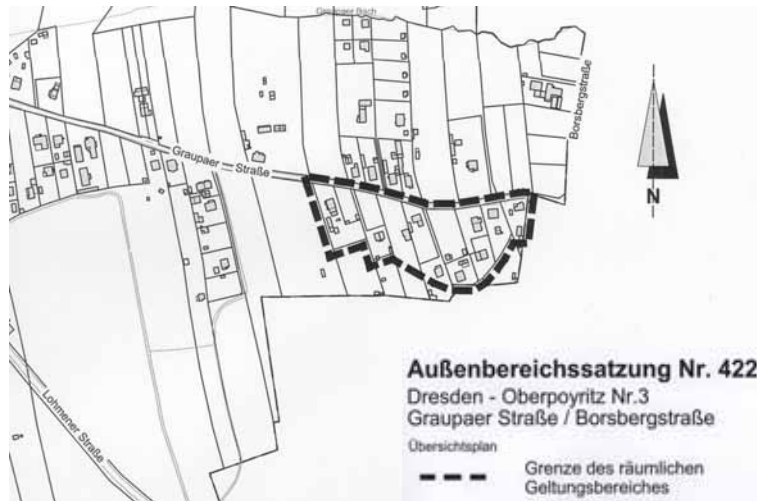 Graupaer Bach
Borsbergstraße
Graupaer Straße
N
Lohmener Straße
Außenbereichssatzung Nr. 422
Dresden - Oberpoyritz Nr.3
Graupaer Straße / Borsbergstraße
Übersichtsplan
Grenze des räumlichen
Geltungsbereiches